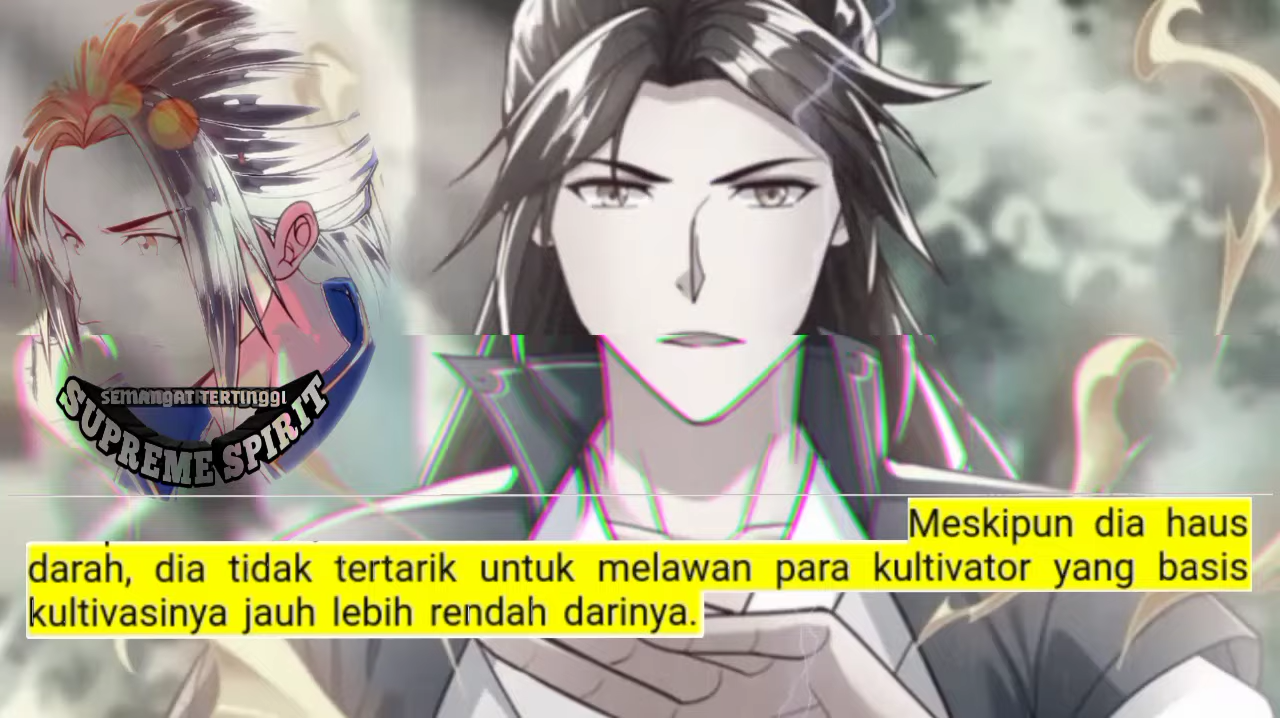 SEMANGAT TERTINGGI
SUPREME SPIRIT
Meskipun dia haus
darah, dia tidak tertarik untuk melawan para kultivator yang basis
kultivasinya jauh lebih rendah darinya.